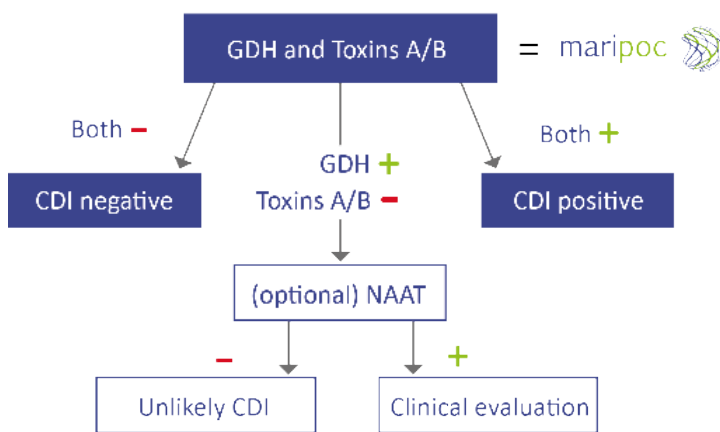 GDH and Toxins A/B = maripoc
Both –
Both +
GDH +
Toxins A/B –
CDI negative
CDI positive
(optional) NAAT
–
+
Unlikely CDI
Clinical evaluation